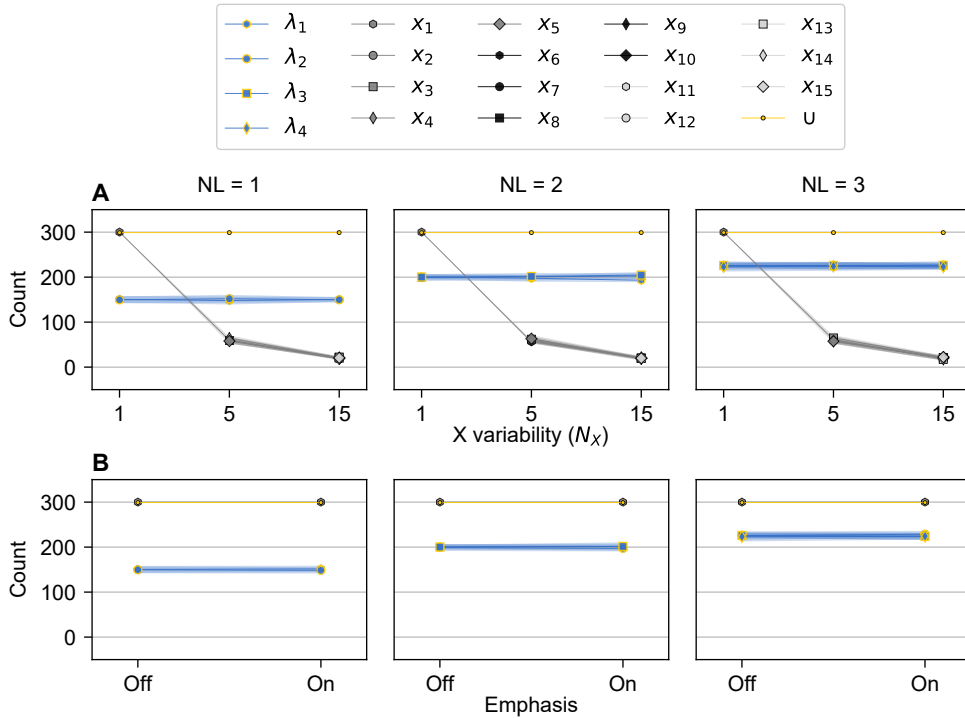 λ1 x1 x5 x9 x13
λ2 x2 x6 x10 x14
λ3 x3 x7 x11 x15
λ4 x4 x8 x12 U
A
NL = 1 NL = 2 NL = 3
300
200
100
0
Count
1 5 15 1 5 15 1 5 15
X variability (NX)
B
300
200
100
0
Count
Off On Off On Off On
Emphasis